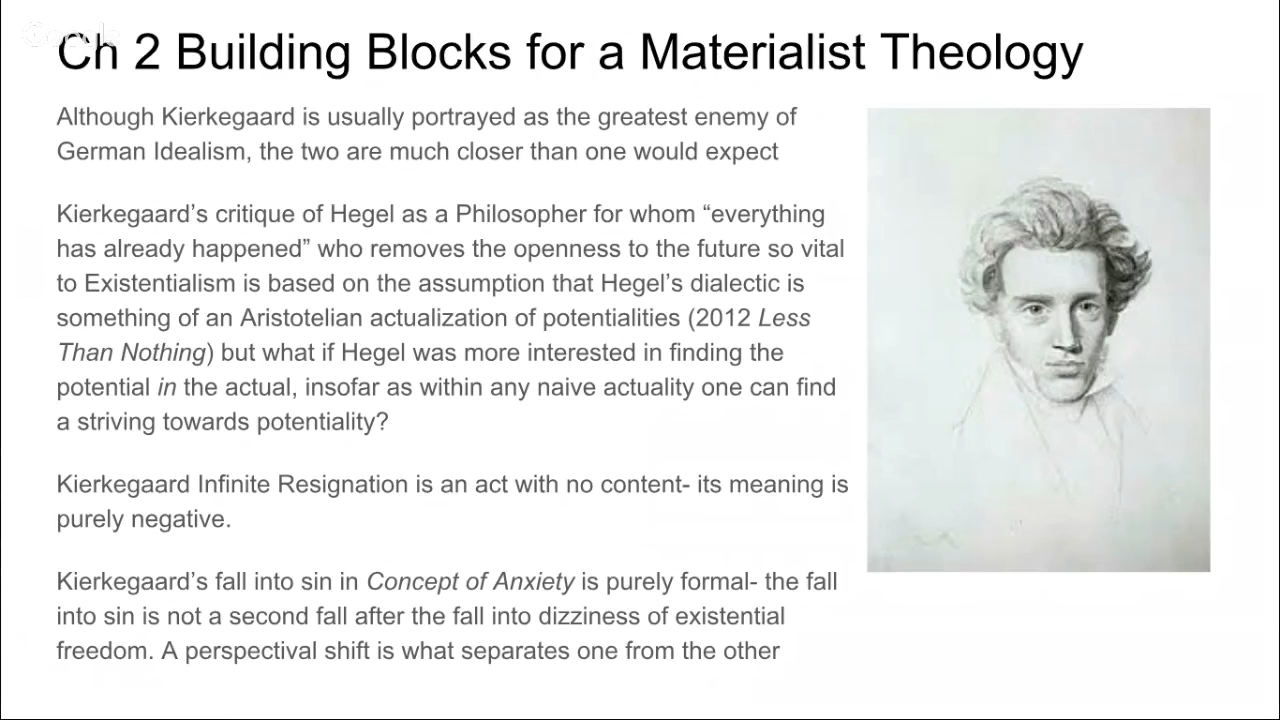 Google
Ch 2 Building Blocks for a Materialist Theology
Although Kierkegaard is usually portrayed as the greatest enemy of
German Idealism, the two are much closer than one would expect
Kierkegaard’s critique of Hegel as a Philosopher for whom “everything
has already happened” who removes the openness to the future so vital
to Existentialism is based on the assumption that Hegel’s dialectic is
something of an Aristotelian actualization of potentialities (2012 Less
Than Nothing) but what if Hegel was more interested in finding the
potential in the actual, insofar as within any naive actuality one can find
a striving towards potentiality?
Kierkegaard Infinite Resignation is an act with no content- its meaning is
purely negative.
Kierkegaard’s fall into sin in Concept of Anxiety is purely formal- the fall
into sin is not a second fall after the fall into dizziness of existential
freedom. A perspectival shift is what separates one from the other